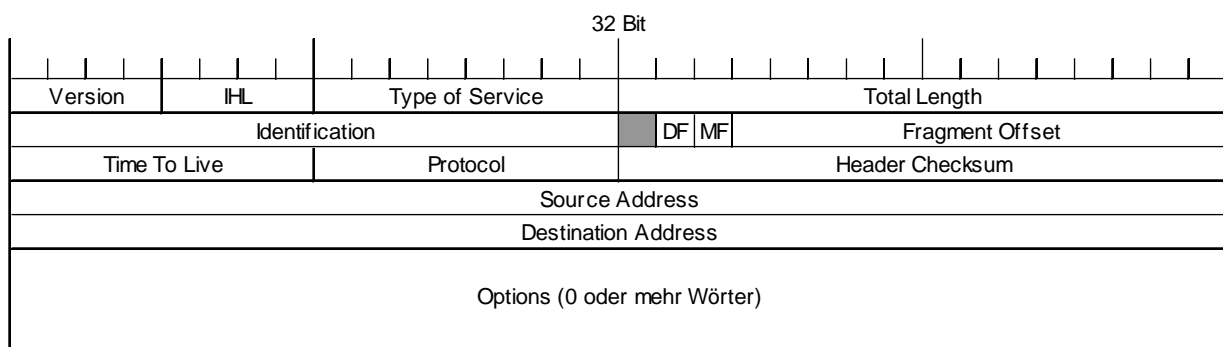 32 Bit
Version IHL Type of Service Total Length
Identification DF MF Fragment Offset
Time To Live Protocol Header Checksum
Source Address
Destination Address
Options (0 oder mehr Wörter)